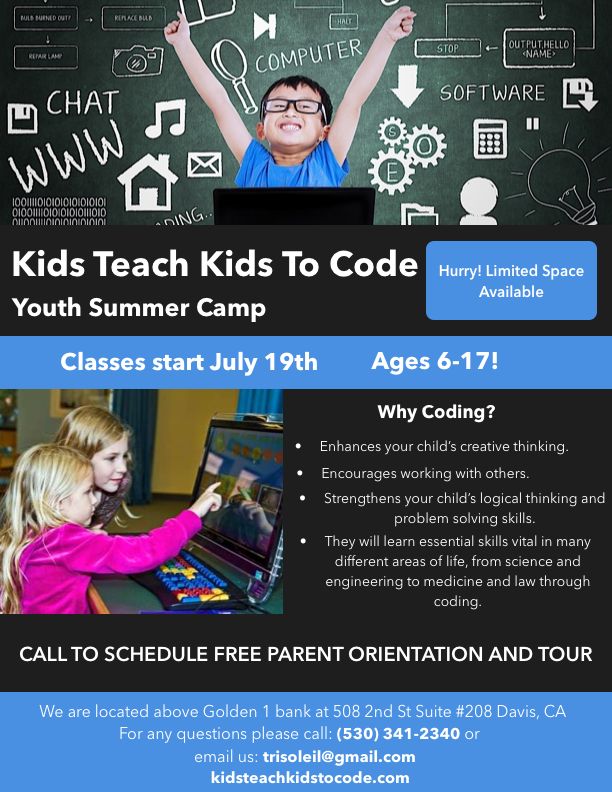 BULB BURNED OUT?
REPLACE BULB
REPAIR LAMP
HALT
STOP
OUTPUT,HELLO
<NAME>
COMPUTER
CHAT
SOFTWARE
WWW
S
O
E
DING...
Kids Teach Kids To Code
Youth Summer Camp
Hurry! Limited Space
Available
Classes start July 19th
Ages 6-17!
Why Coding?
• Enhances your child's creative thinking.
• Encourages working with others.
• Strengthens your child's logical thinking and
problem solving skills.
• They will learn essential skills vital in many
different areas of life, from science and
engineering to medicine and law through
coding.
CALL TO SCHEDULE FREE PARENT ORIENTATION AND TOUR
We are located above Golden 1 bank at 508 2nd St Suite #208 Davis, CA
For any questions please call: (530) 341-2340 or
email us: trisoleil@gmail.com
kidsteachkidstocode.com